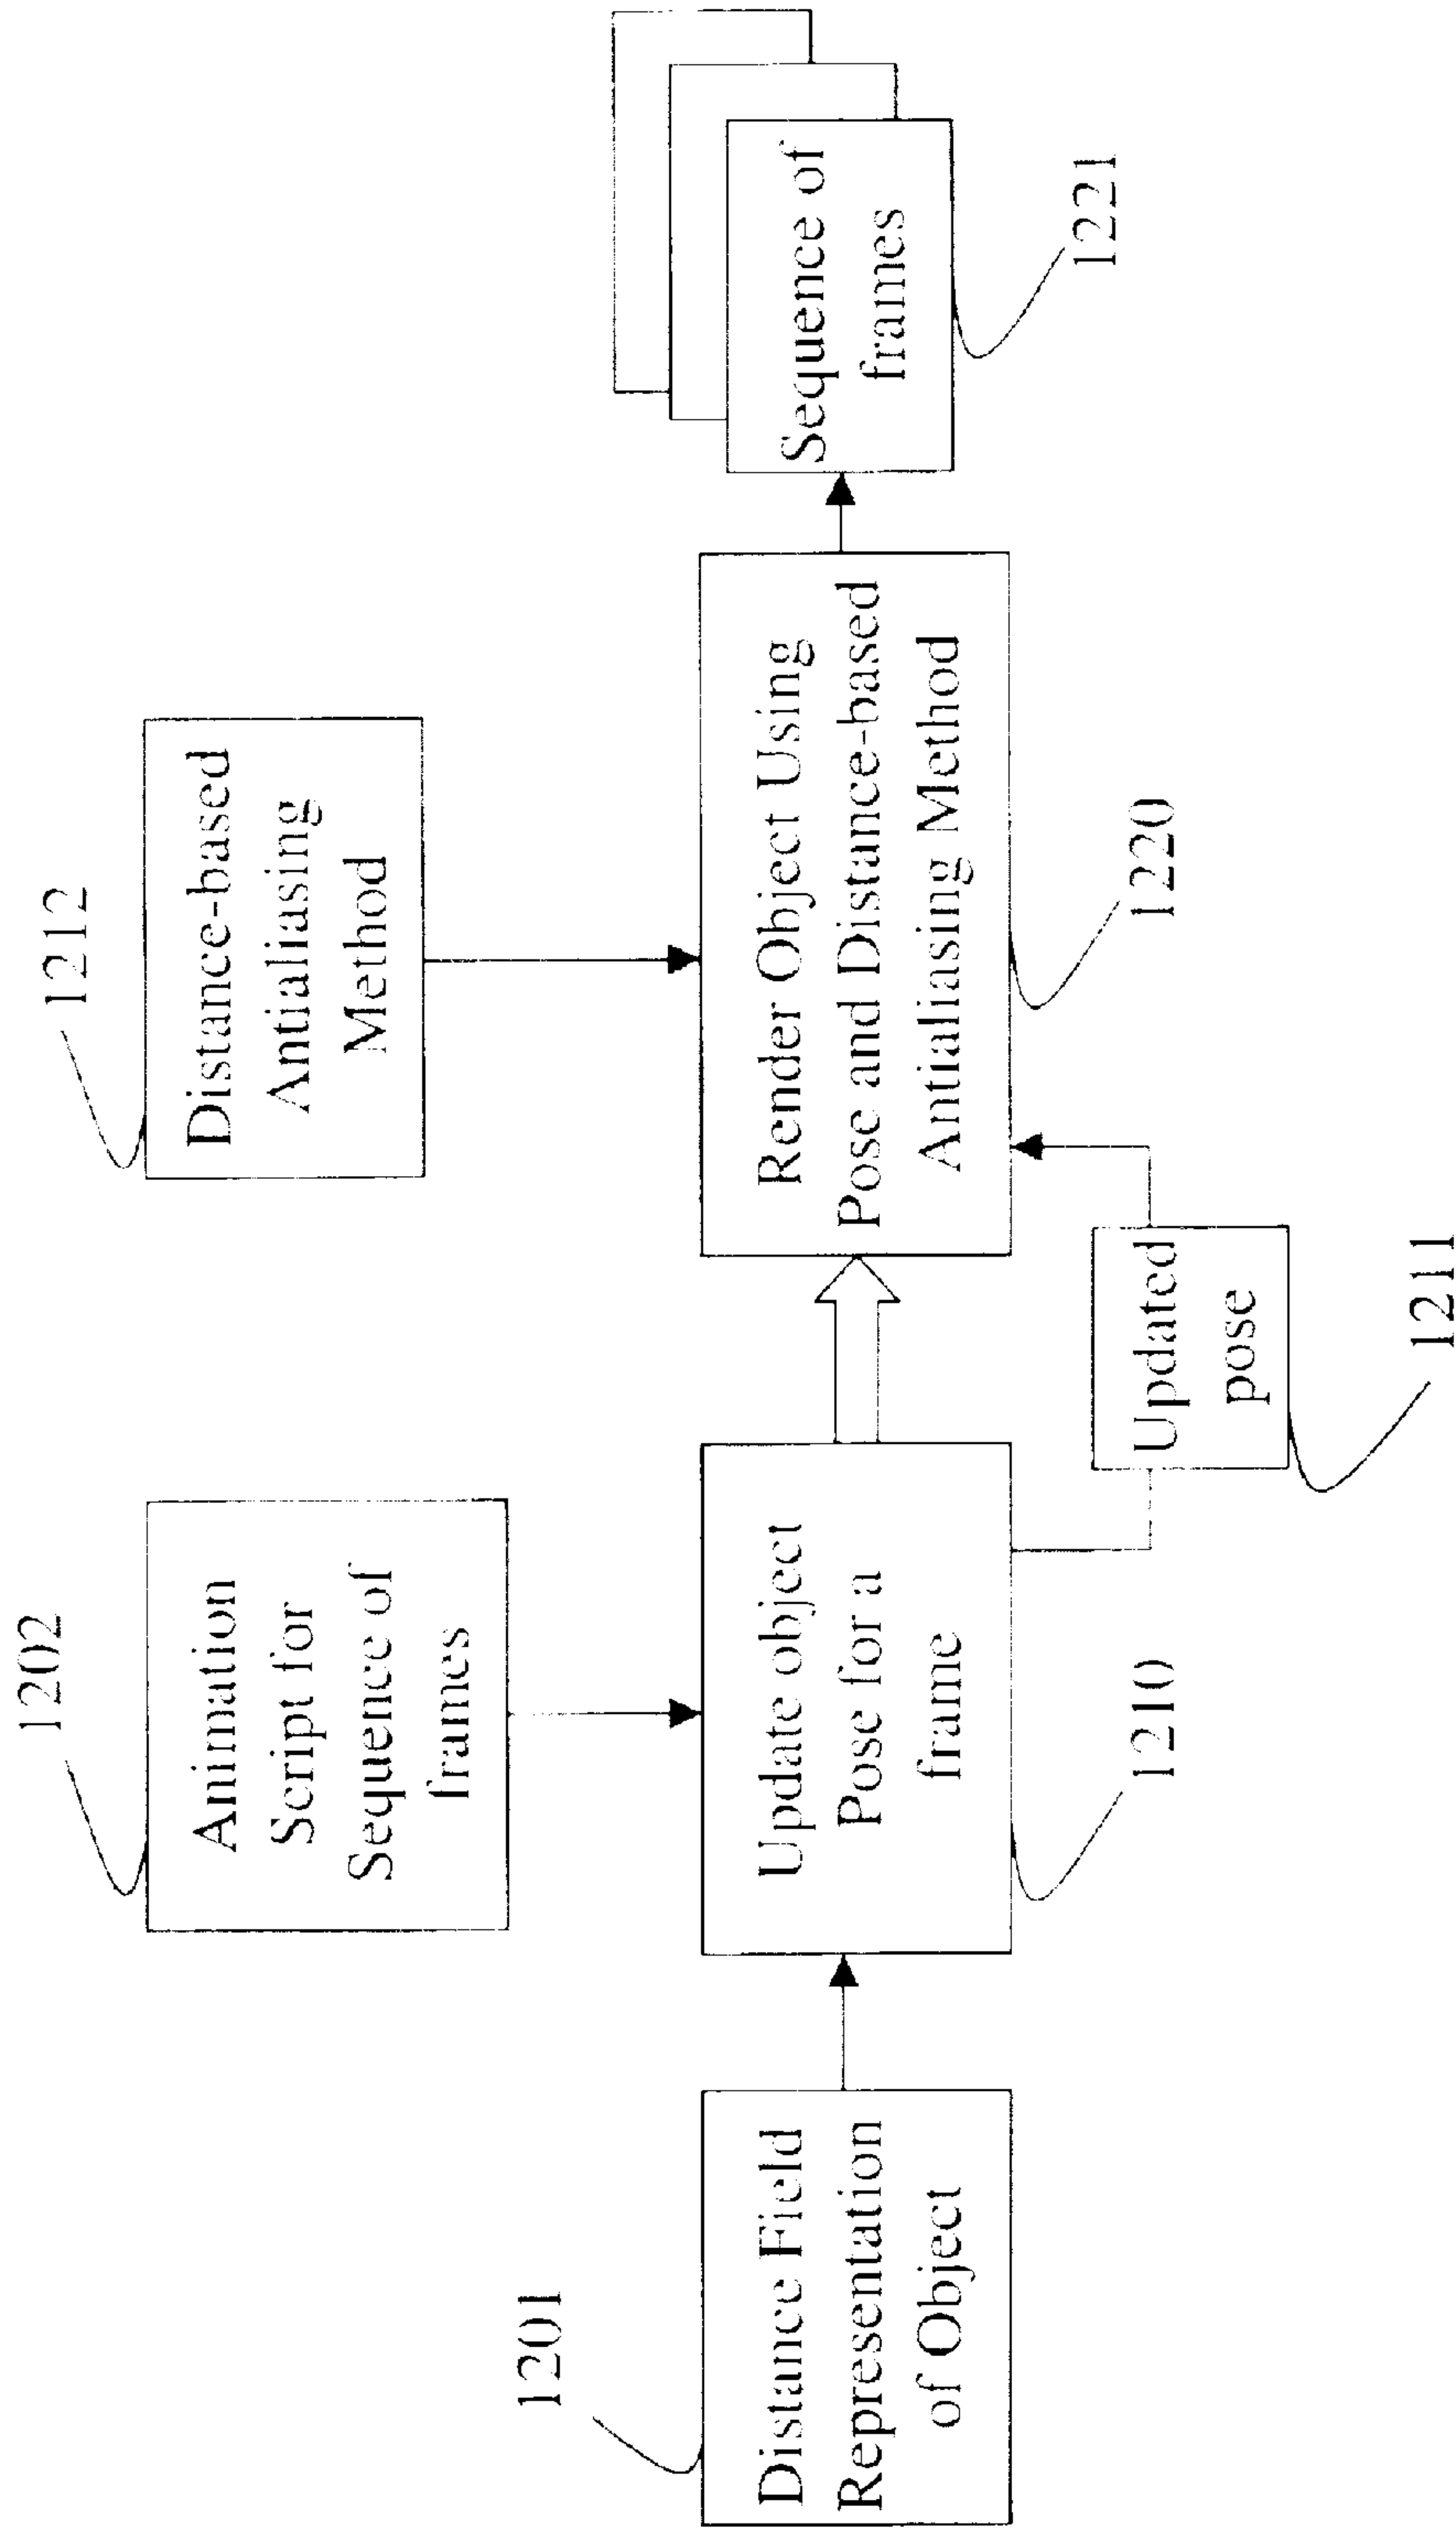 1202
Animation
Script for
Sequence of
frames
1212
Distance-based
Antialiasing
Method
1201
Distance Field
Representation
of Object
Update object
Pose for a
frame
1210
Render Object Using
Pose and Distance-based
Antialiasing Method
1220
Sequence of
frames
1221
Updated
pose
1211